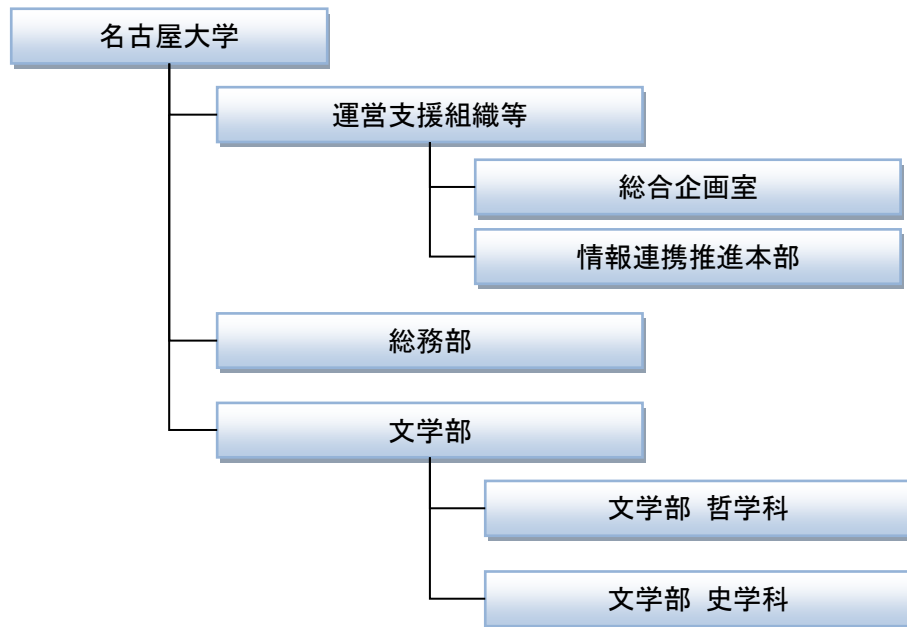 名古屋大学
運営支援組織等
総合企画室
情報連携推進本部
総務部
文学部
文学部 哲学科
文学部 史学科